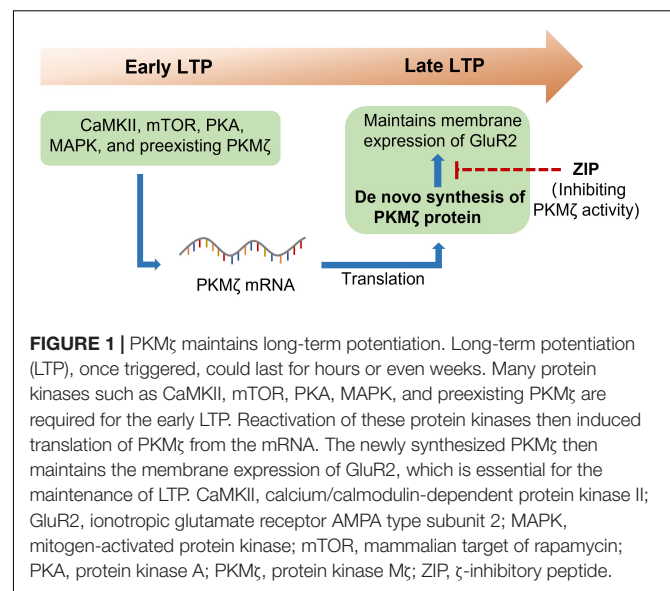 Early LTP
Late LTP
CaMKII, mTOR, PKA,
MAPK, and preexisting PKMζ
Maintains membrane
expression of GluR2
De novo synthesis of
PKMζ protein
ZIP
(Inhibiting
PKMζ activity)
PKMζ mRNA
Translation
FIGURE 1 | PKMζ maintains long-term potentiation. Long-term potentiation
(LTP), once triggered, could last for hours or even weeks. Many protein
kinases such as CaMKII, mTOR, PKA, MAPK, and preexisting PKMζ are
required for the early LTP. Reactivation of these protein kinases then induced
translation of PKMζ from the mRNA. The newly synthesized PKMζ then
maintains the membrane expression of GluR2, which is essential for the
maintenance of LTP. CaMKII, calcium/calmodulin-dependent protein kinase II;
GluR2, ionotropic glutamate receptor AMPA type subunit 2; MAPK,
mitogen-activated protein kinase; mTOR, mammalian target of rapamycin;
PKA, protein kinase A; PKMζ, protein kinase Mζ; ZIP, ζ-inhibitory peptide.